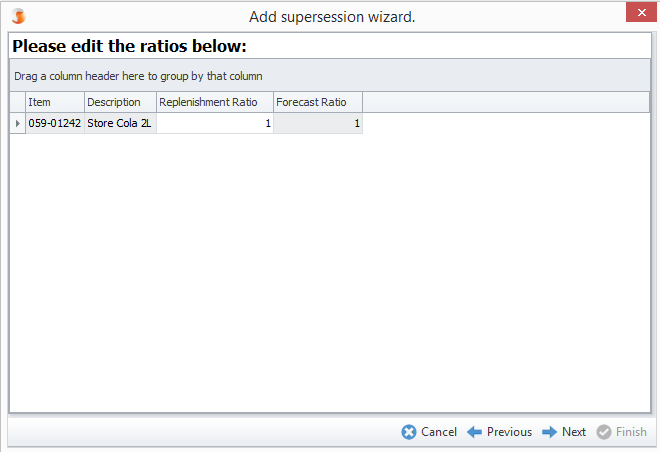 Add supersession wizard.
Please edit the ratios below:
Drag a column header here to group by that column
Item Description Replenishment Ratio Forecast Ratio
059-01242 Store Cola 2L 1 1
Cancel Previous Next Finish